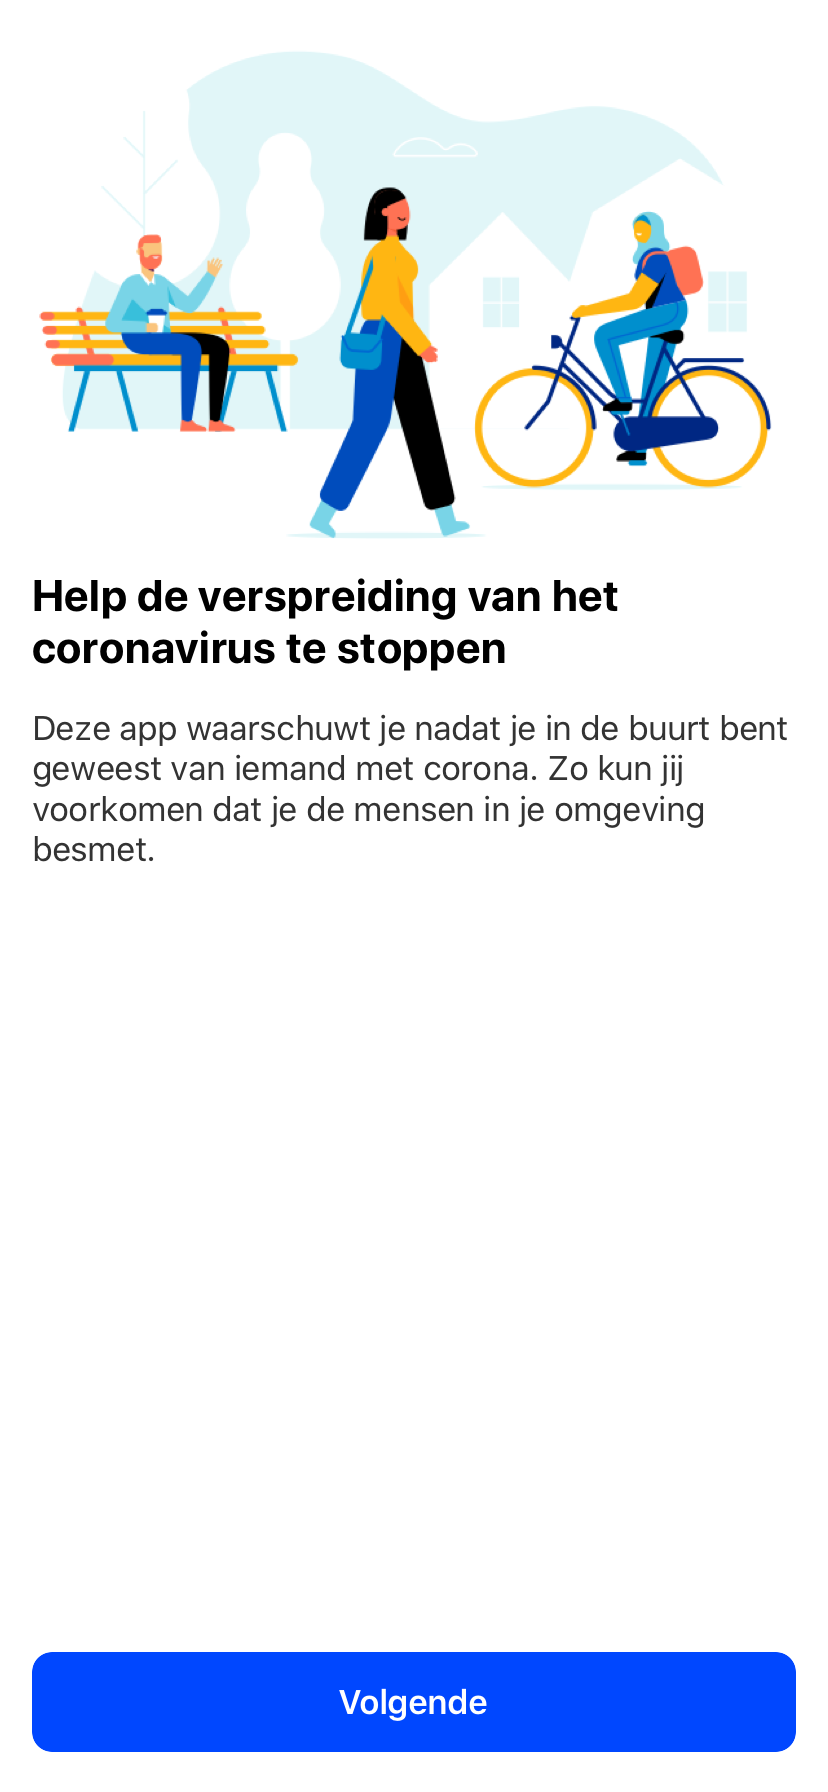 Help de verspreiding van het
coronavirus te stoppen
Deze app waarschuwt je nadat je in de buurt bent
geweest van iemand met corona. Zo kun jij
voorkomen dat je de mensen in je omgeving
besmet.
Volgende